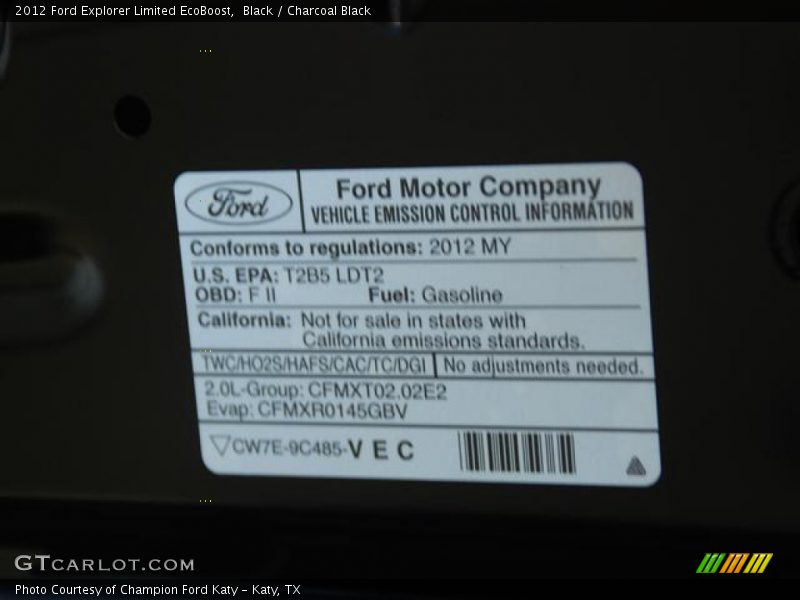 2012 Ford Explorer Limited EcoBoost,  Black / Charcoal Black
Ford
Ford Motor Company
VEHICLE EMISSION CONTROL INFORMATION
Conforms to regulations: 2012 MY
U.S. EPA: T2B5 LDT2
OBD: F II Fuel: Gasoline
California: Not for sale in states with
California emissions standards.
TWC/HO2S/HAFS/CAC/TC/DGI No adjustments needed.
2.0L-Group: CFMXT02.02E2
Evap: CFMXR0145GBV
CW7E-9C485-VEC
GTCARLOT.COM
Photo Courtesy of Champion Ford Katy - Katy, TX